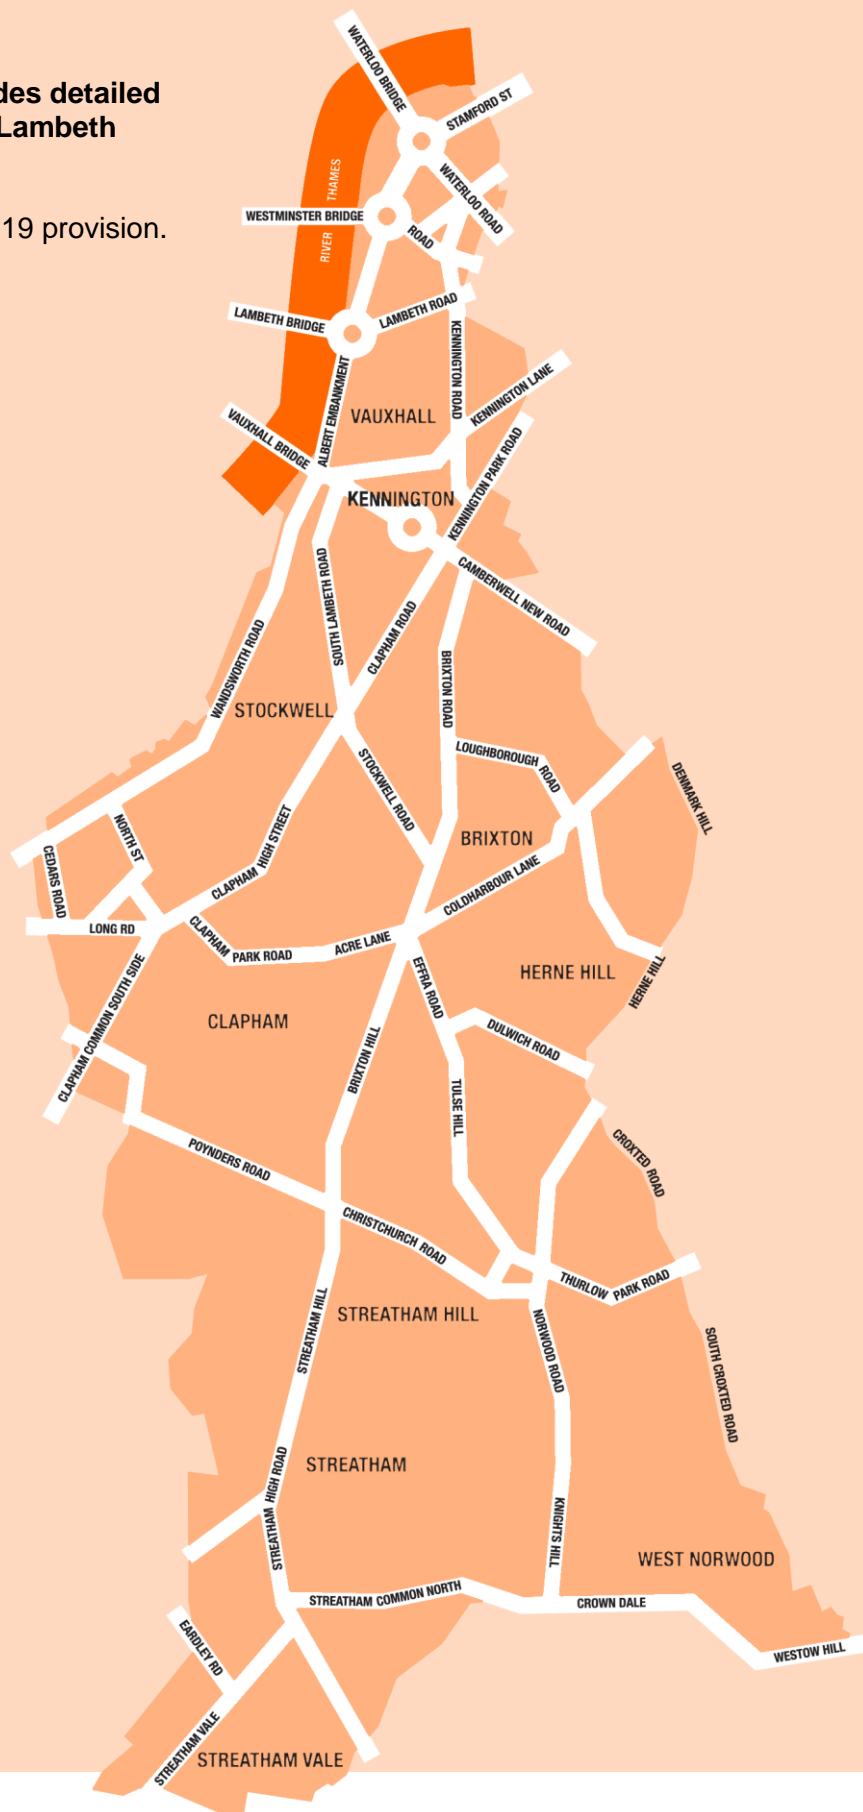 des detailed
Lambeth
19 provision.
WATERLOO BRIDGE
STAMFORD ST
WATERLOO ROAD
RIVER THAMES
WESTMINSTER BRIDGE
ROAD
LAMBETH BRIDGE
LAMBETH ROAD
KENNINGTON ROAD
ALBERT EMBANKMENT
KENNINGTON LANE
VAUXHALL
VAUXHALL BRIDGE
KENNINGTON PARK ROAD
KENNINGTON
CAMBERWELL NEW ROAD
SOUTH LAMBETH ROAD
CLAPHAM ROAD
WANDSWORTH ROAD
BRIXTON ROAD
STOCKWELL
LOUGHBOROUGH ROAD
STOCKWELL ROAD
DENMARK HILL
NORTH ST
CLAPHAM HIGH STREET
BRIXTON
CEDARS ROAD
COLDHARBOUR LANE
LONG RD
CLAPHAM PARK ROAD
ACRE LANE
HERNE HILL
HERNE HILL
EFFRA ROAD
CLAPHAM COMMON SOUTH SIDE
CLAPHAM
DULWICH ROAD
BRIXTON HILL
TULSE HILL
POYNDERS ROAD
CROXTED ROAD
CHRISTCHURCH ROAD
THURLOW PARK ROAD
STREATHAM HILL
STREATHAM HILL
NORWOOD ROAD
SOUTH CROXTED ROAD
STREATHAM
STREATHAM HIGH ROAD
KNIGHTS HILL
WEST NORWOOD
STREATHAM COMMON NORTH
CROWN DALE
EARDLEY RD
WESTOW HILL
STREATHAM VALE
STREATHAM VALE